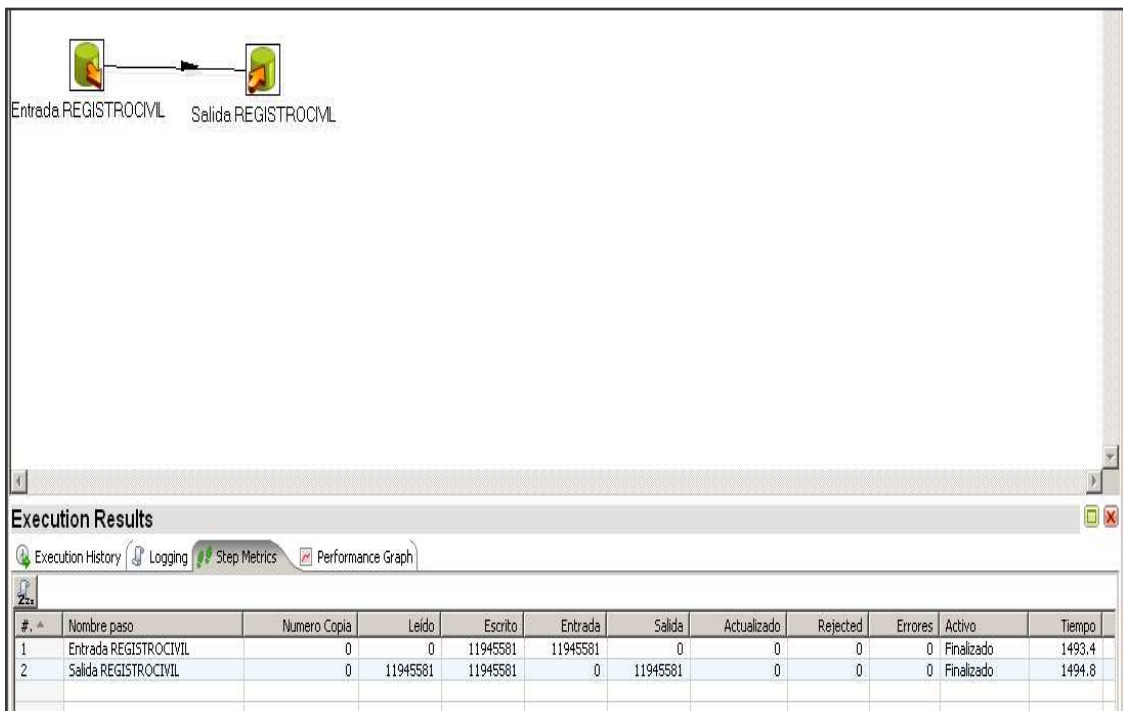 Entrada REGISTROCIVIL
Salida REGISTROCIVIL
Execution Results
Execution History Logging Step Metrics Performance Graph
#. Nombre paso Numero Copia Leído Escrito Entrada Salida Actualizado Rejected Errores Activo Tiempo
1 Entrada REGISTROCIVIL 0 0 11945581 11945581 0 0 0 0 Finalizado 1493.4
2 Salida REGISTROCIVIL 0 11945581 11945581 0 11945581 0 0 0 Finalizado 1494.8